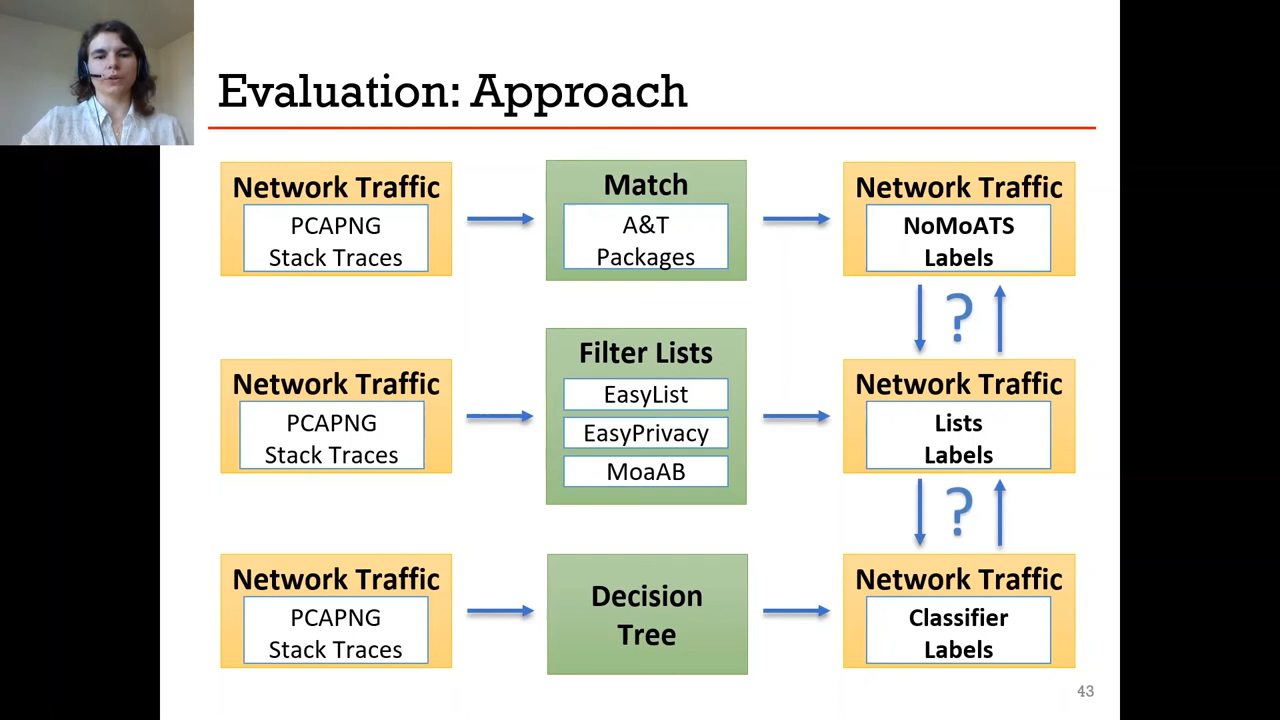 Evaluation: Approach
Network Traffic
PCAPNG
Stack Traces
Match
A&T
Packages
Network Traffic
NoMoATS
Labels
?
Network Traffic
PCAPNG
Stack Traces
Filter Lists
EasyList
EasyPrivacy
MoaAB
Network Traffic
Lists
Labels
?
Network Traffic
PCAPNG
Stack Traces
Decision
Tree
Network Traffic
Classifier
Labels
43